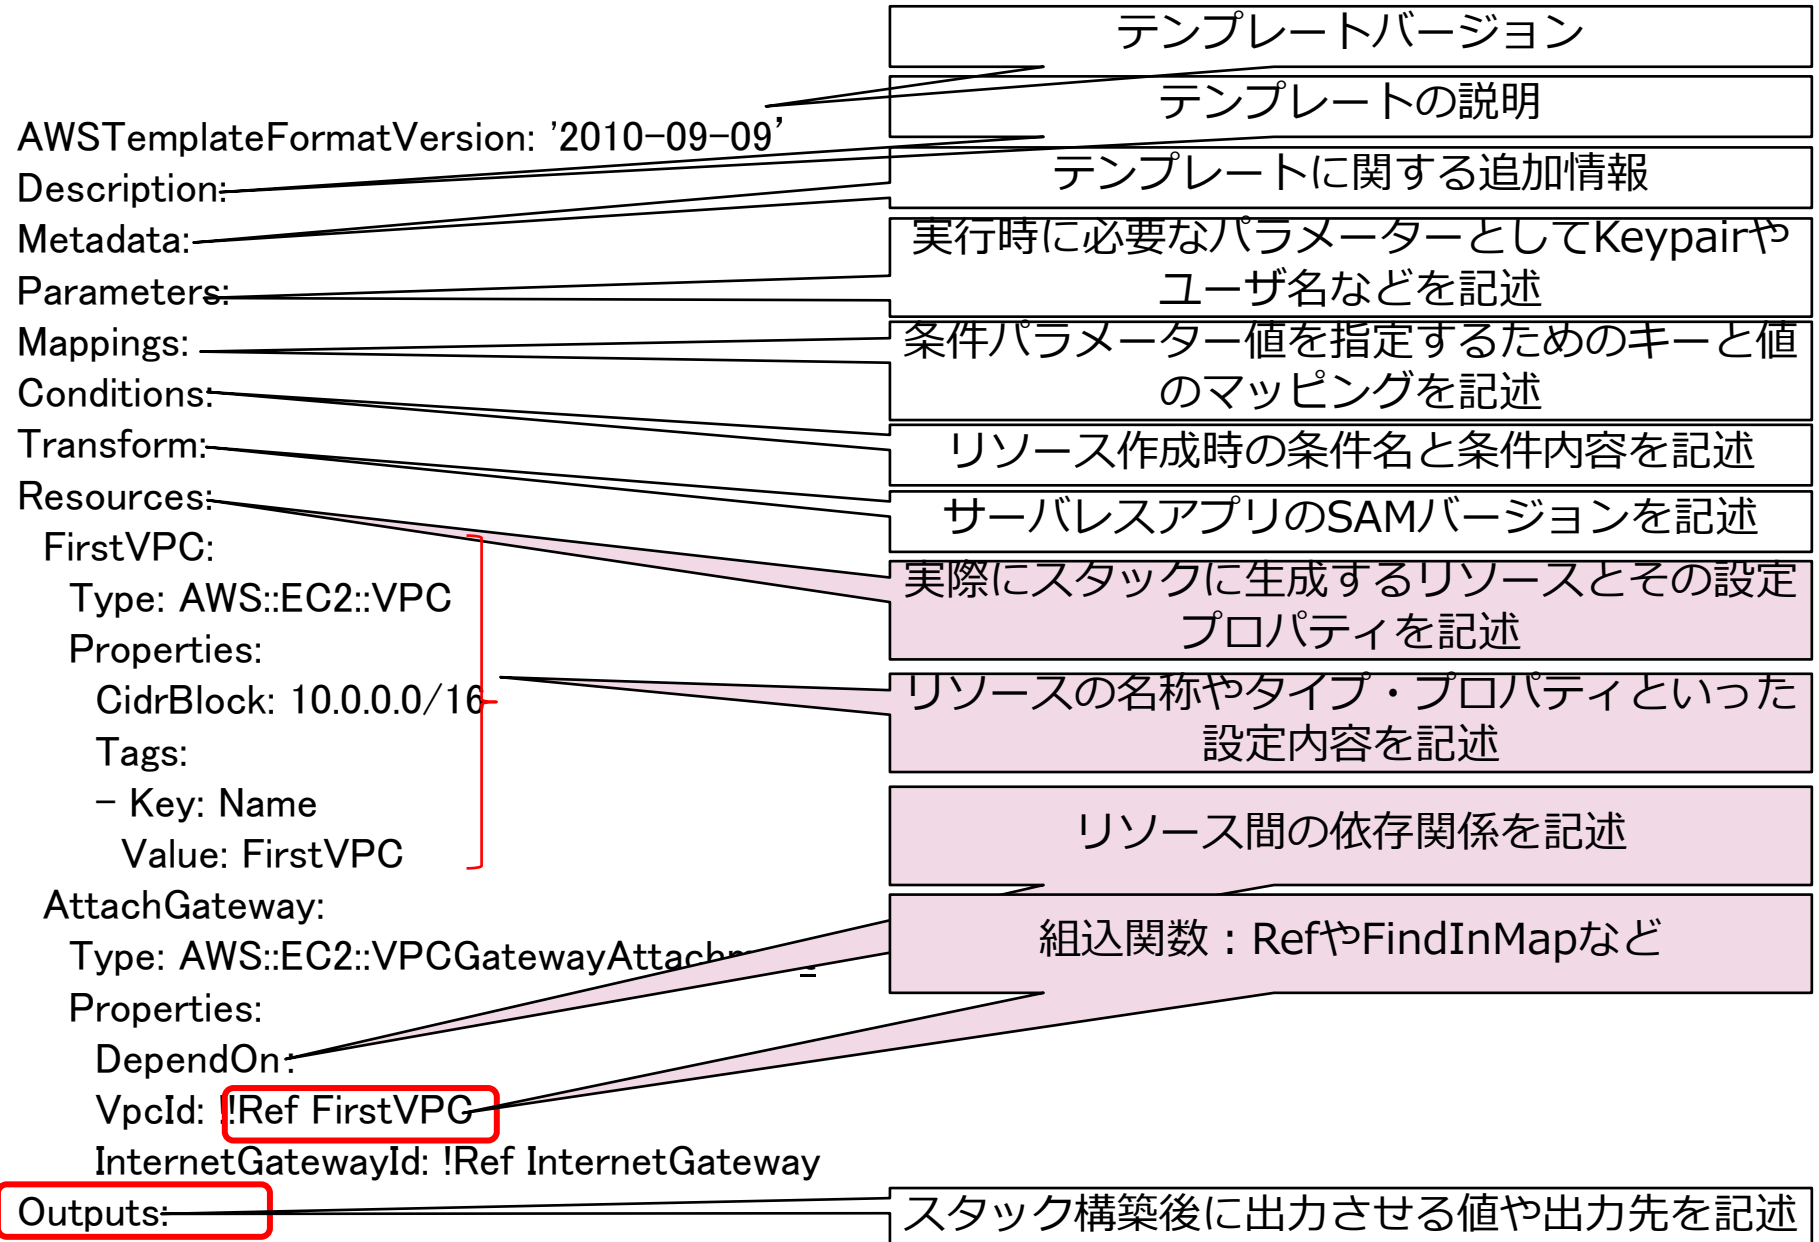 テンプレートバージョン
テンプレートの説明
AWSTemplateFormatVersion: '2010-09-09’
テンプレートに関する追加情報
Description:
Metadata:
実行時に必要なパラメーターとしてKeypairや
ユーザ名などを記述
Parameters:
Mappings:
条件パラメーター値を指定するためのキーと値
のマッピングを記述
Conditions:
Transform:
リソース作成時の条件名と条件内容を記述
Resources:
サーバレスアプリのSAMバージョンを記述
FirstVPC:
Type: AWS::EC2::VPC
実際にスタックに生成するリソースとその設定
プロパティを記述
Properties:
CidrBlock: 10.0.0.0/16
リソースの名称やタイプ・プロパティといった
設定内容を記述
Tags:
- Key: Name
Value: FirstVPC
リソース間の依存関係を記述
AttachGateway:
組込関数：RefやFindInMapなど
Type:
Properties:
DependOn:
VpcId: !!Ref FirstVPC
InternetGatewayId: !Ref InternetGateway
Outputs:
スタック構築後に出力させる値や出力先を記述